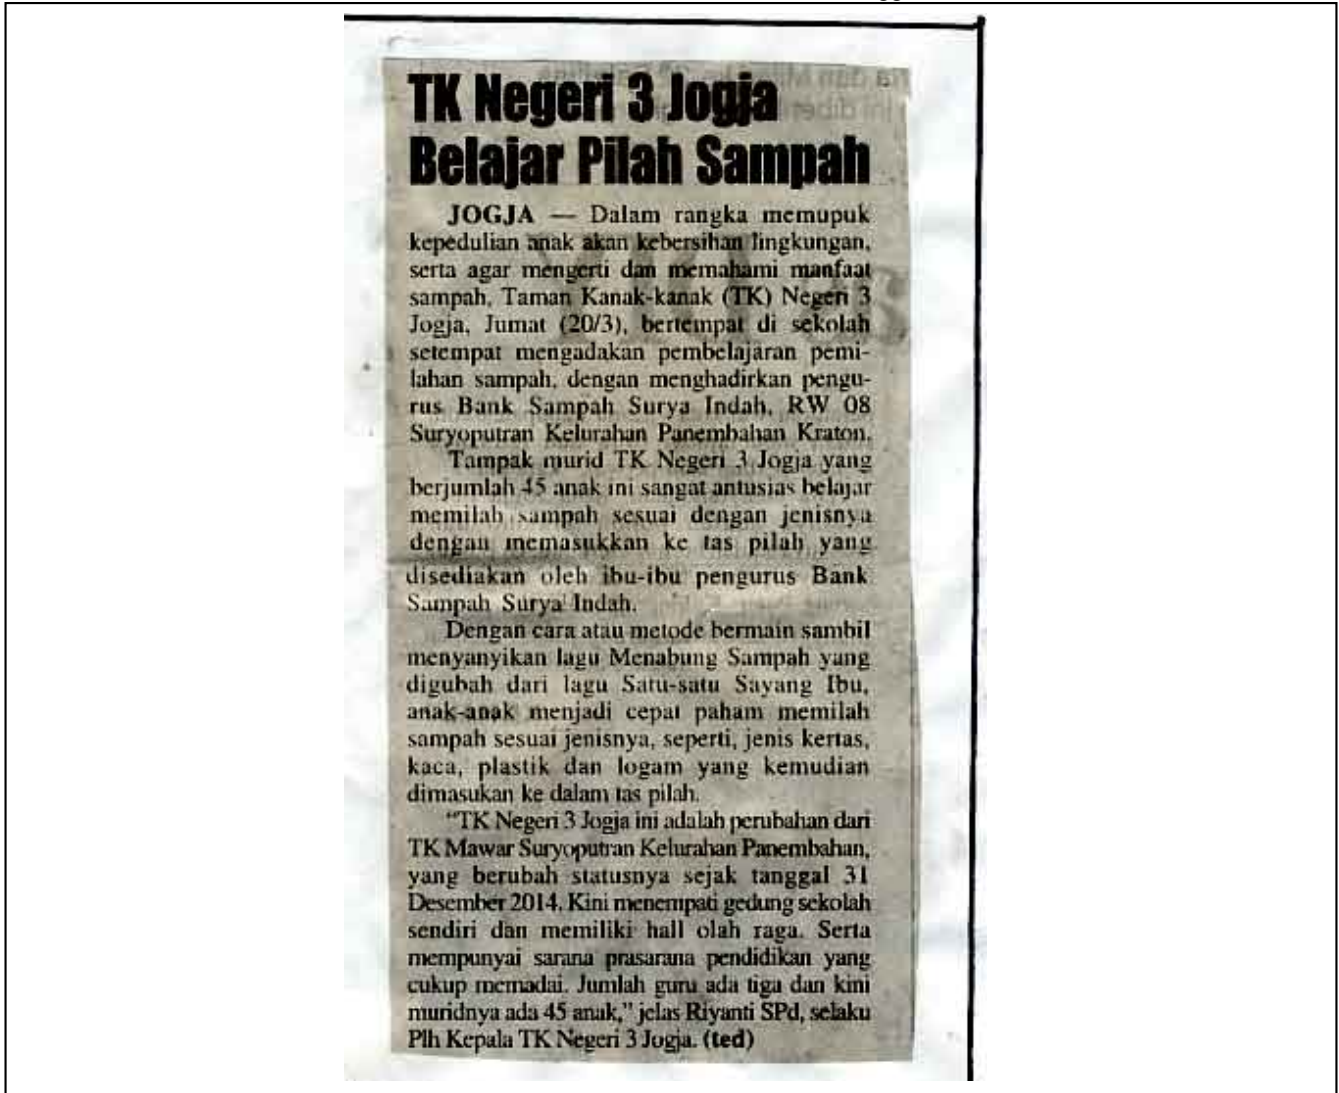 TK Negeri 3 Jogja
Belajar Pilah Sampah
JOGJA — Dalam rangka memupuk
kepedulian anak akan kebersihan lingkungan,
serta agar mengerti dan memahami manfaat
sampah, Taman Kanak-kanak (TK) Negeri 3
Jogja, Jumat (20/3), bertempat di sekolah
setempat mengadakan pembelajaran pemi-
lahan sampah, dengan menghadirkan pengu-
rus Bank Sampah Surya Indah, RW 08
Suryoputran Kelurahan Panembahan Kraton.
Tampak murid TK Negeri 3 Jogja yang
berjumlah 45 anak ini sangat antusias belajar
memilah sampah sesuai dengan jenisnya
dengan memasukkan ke tas pilah yang
disediakan oleh ibu-ibu pengurus Bank
Sampah Surya Indah.
Dengan cara atau metode bermain sambil
menyanyikan lagu Menabung Sampah yang
digubah dari lagu Satu-satu Sayang Ibu,
anak-anak menjadi cepat paham memilah
sampah sesuai jenisnya, seperti, jenis kertas,
kaca, plastik dan logam yang kemudian
dimasukan ke dalam tas pilah.
"TK Negeri 3 Jogja ini adalah perubahan dari
TK Mawar Suryoputran Kelurahan Panembahan,
yang berubah statusnya sejak tanggal 31
Desember 2014. Kini menempati gedung sekolah
sendiri dan memiliki hall olah raga. Serta
mempunyai sarana prasarana pendidikan yang
cukup memadai. Jumlah guru ada tiga dan kini
muridnya ada 45 anak," jelas Riyanti SPd, selaku
Plh Kepala TK Negeri 3 Jogja. (ted)